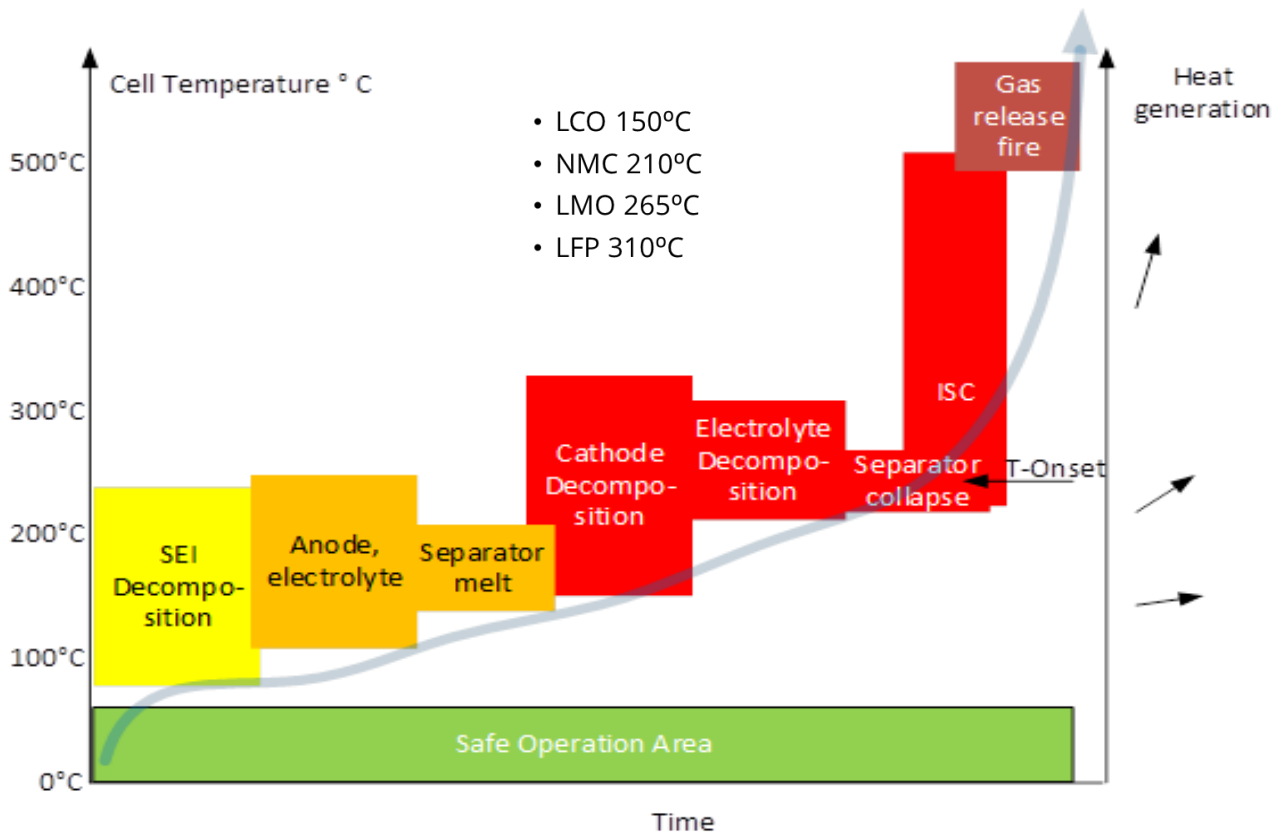 Cell Temperature ° C
Heat
generation
• LCO 150ºC
• NMC 210ºC
• LMO 265ºC
• LFP 310ºC
500°C
400°C
300°C
200°C
100°C
0°C
SEI
Decompo-
sition
Anode,
electrolyte
Separator
melt
Cathode
Decompo-
sition
Electrolyte
Decompo-
sition
Separator
collapse
ISC
Gas
release
fire
T-Onset
Safe Operation Area
Time